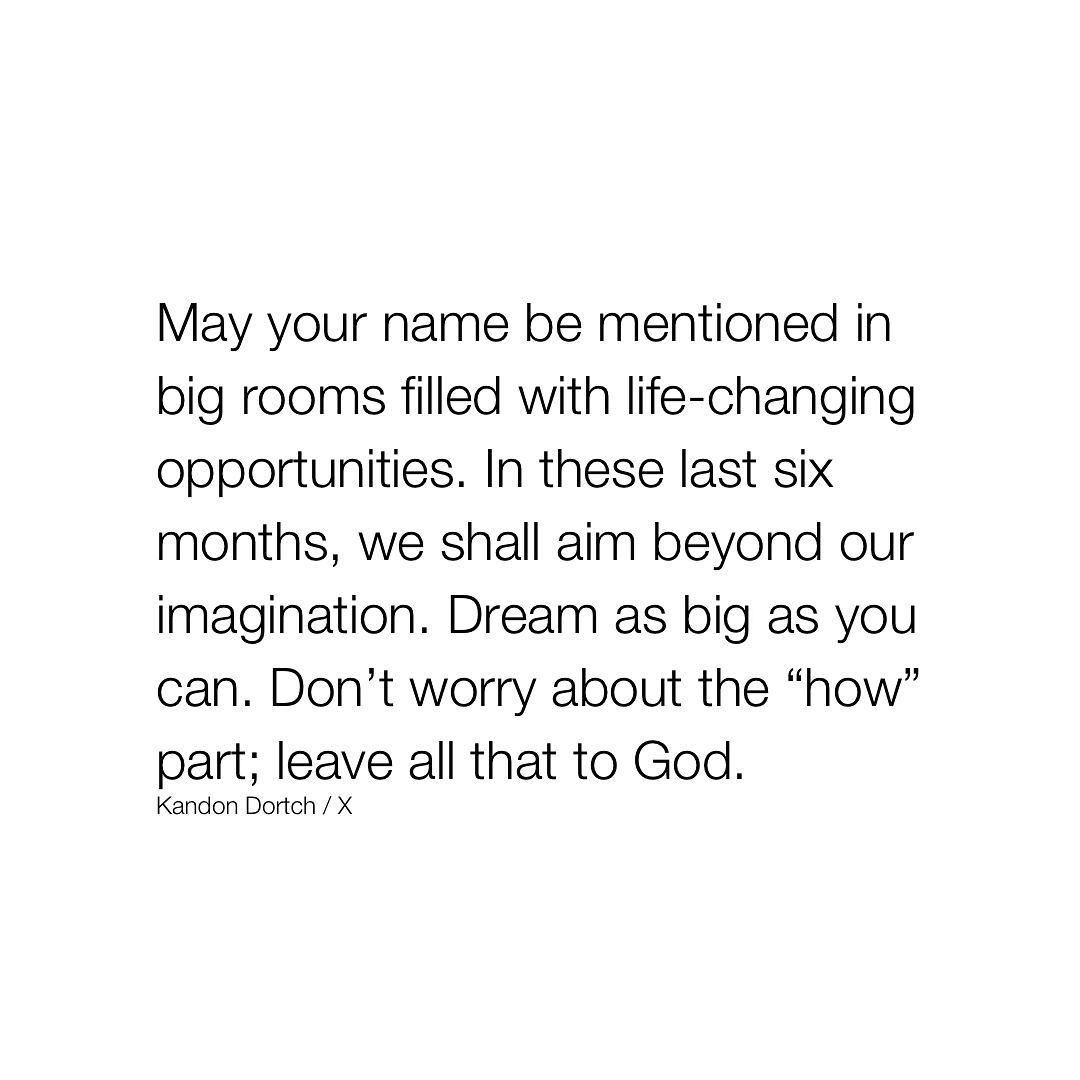 May your name be mentioned in
big rooms filled with life-changing
opportunities. In these last six
months, we shall aim beyond our
imagination. Dream as big as you
can. Don’t worry about the “how”
part; leave all that to God.
Kandon Dortch / X